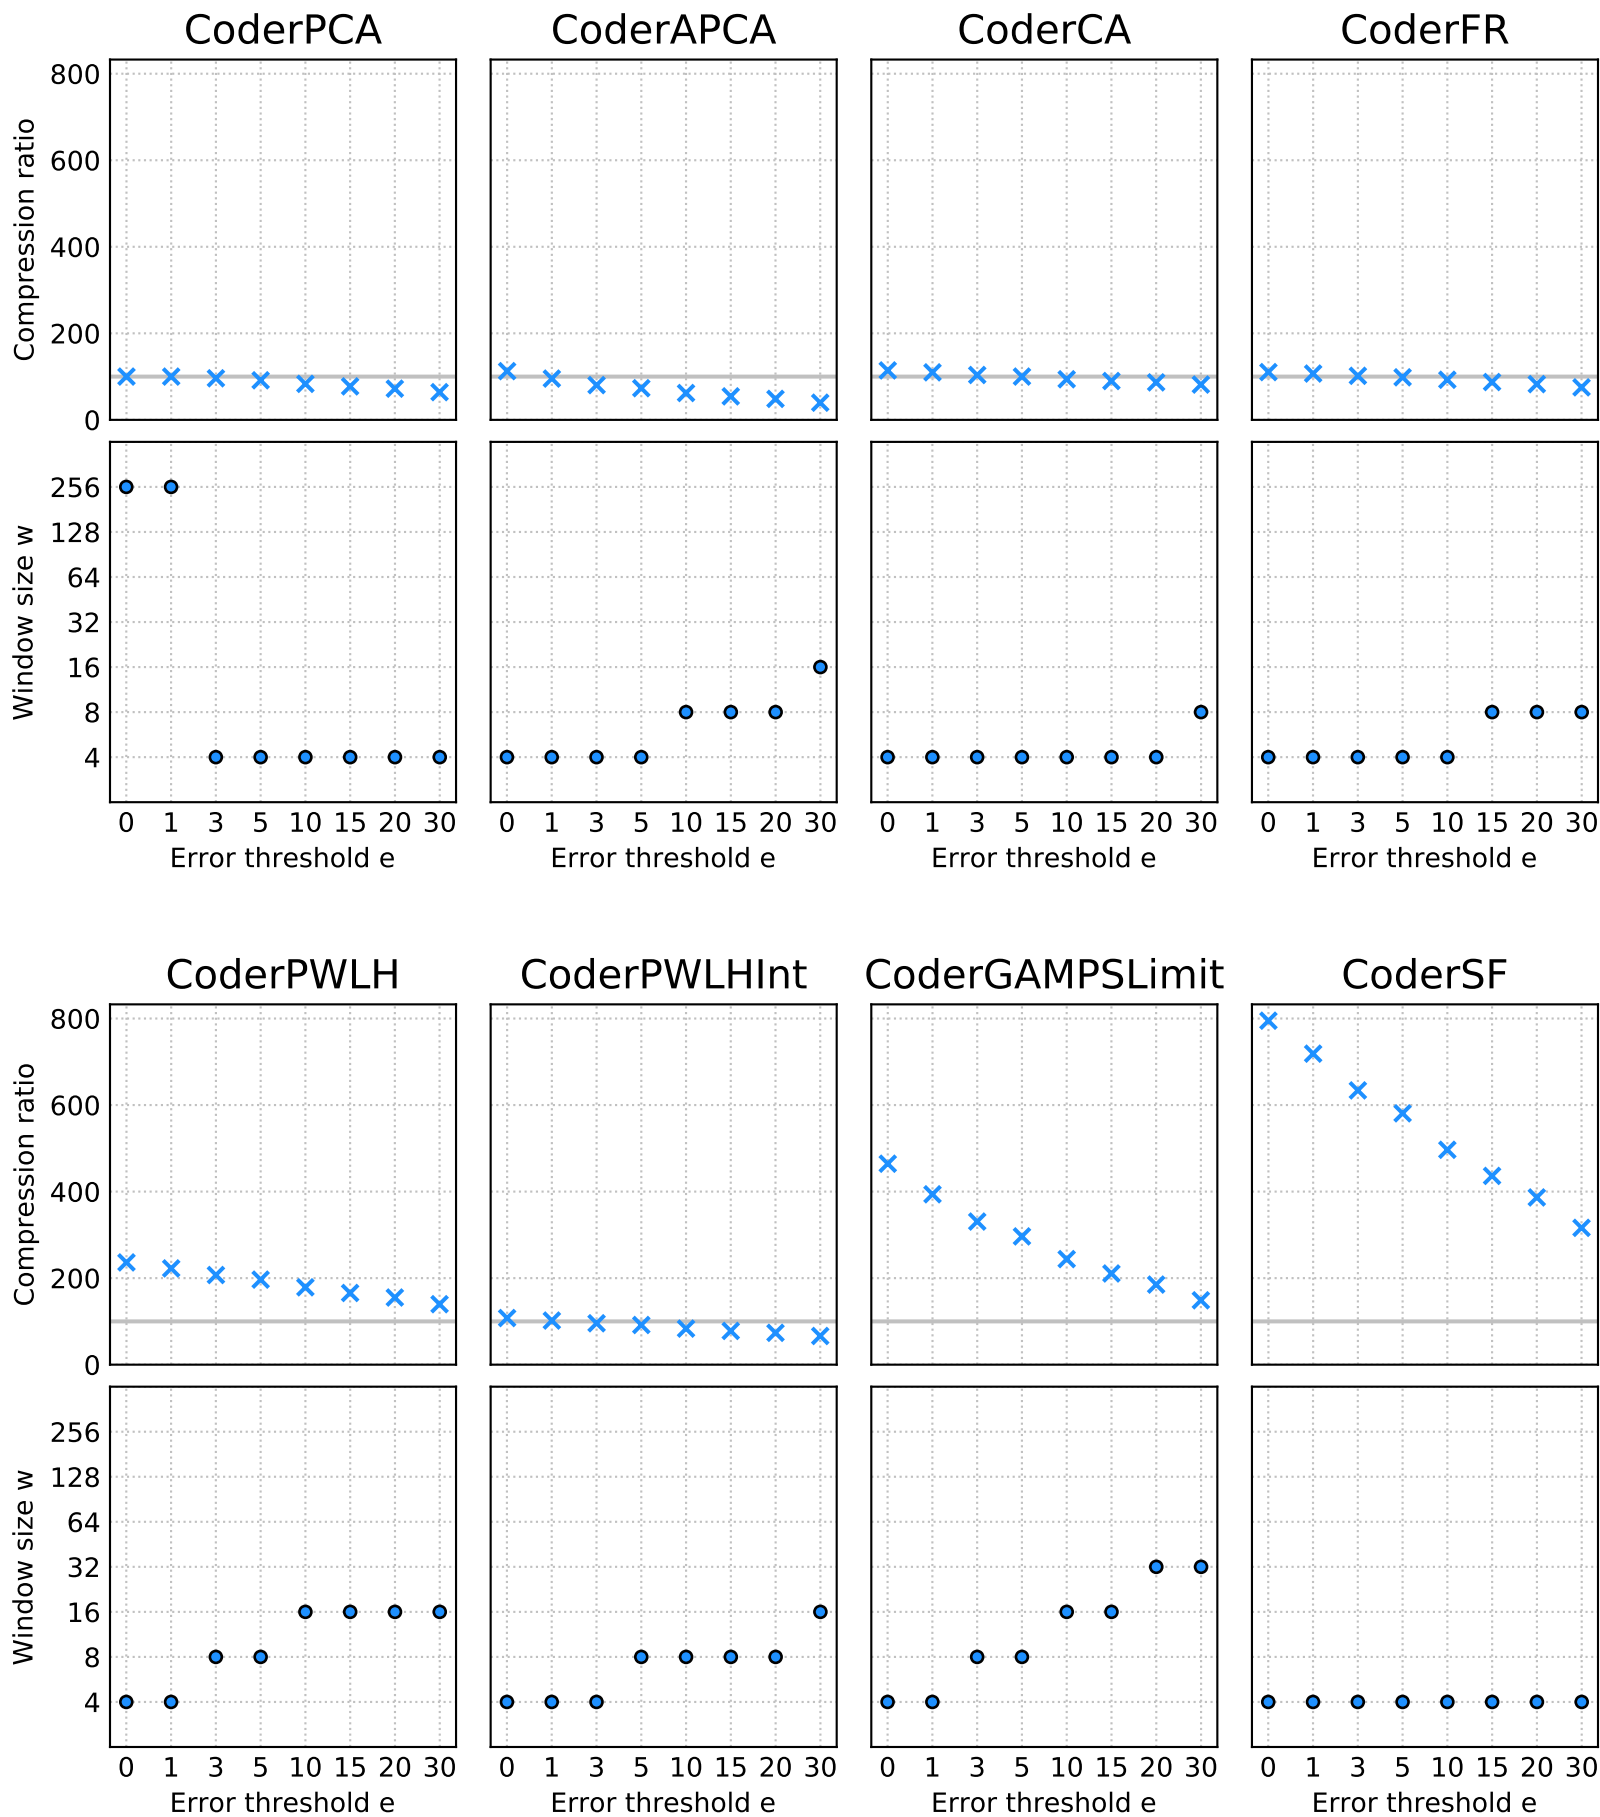 CoderPCA CoderAPCA CoderCA CoderFR
800
600
400
200
0
Compression ratio
256
128
64
32
16
8
4
Window size w
0 1 3 5 10 15 20 30 0 1 3 5 10 15 20 30 0 1 3 5 10 15 20 30 0 1 3 5 10 15 20 30
Error threshold e Error threshold e Error threshold e Error threshold e
CoderPWLH CoderPWLHInt CoderGAMPSLimit CoderSF
800
600
400
200
0
Compression ratio
256
128
64
32
16
8
4
Window size w
0 1 3 5 10 15 20 30 0 1 3 5 10 15 20 30 0 1 3 5 10 15 20 30 0 1 3 5 10 15 20 30
Error threshold e Error threshold e Error threshold e Error threshold e